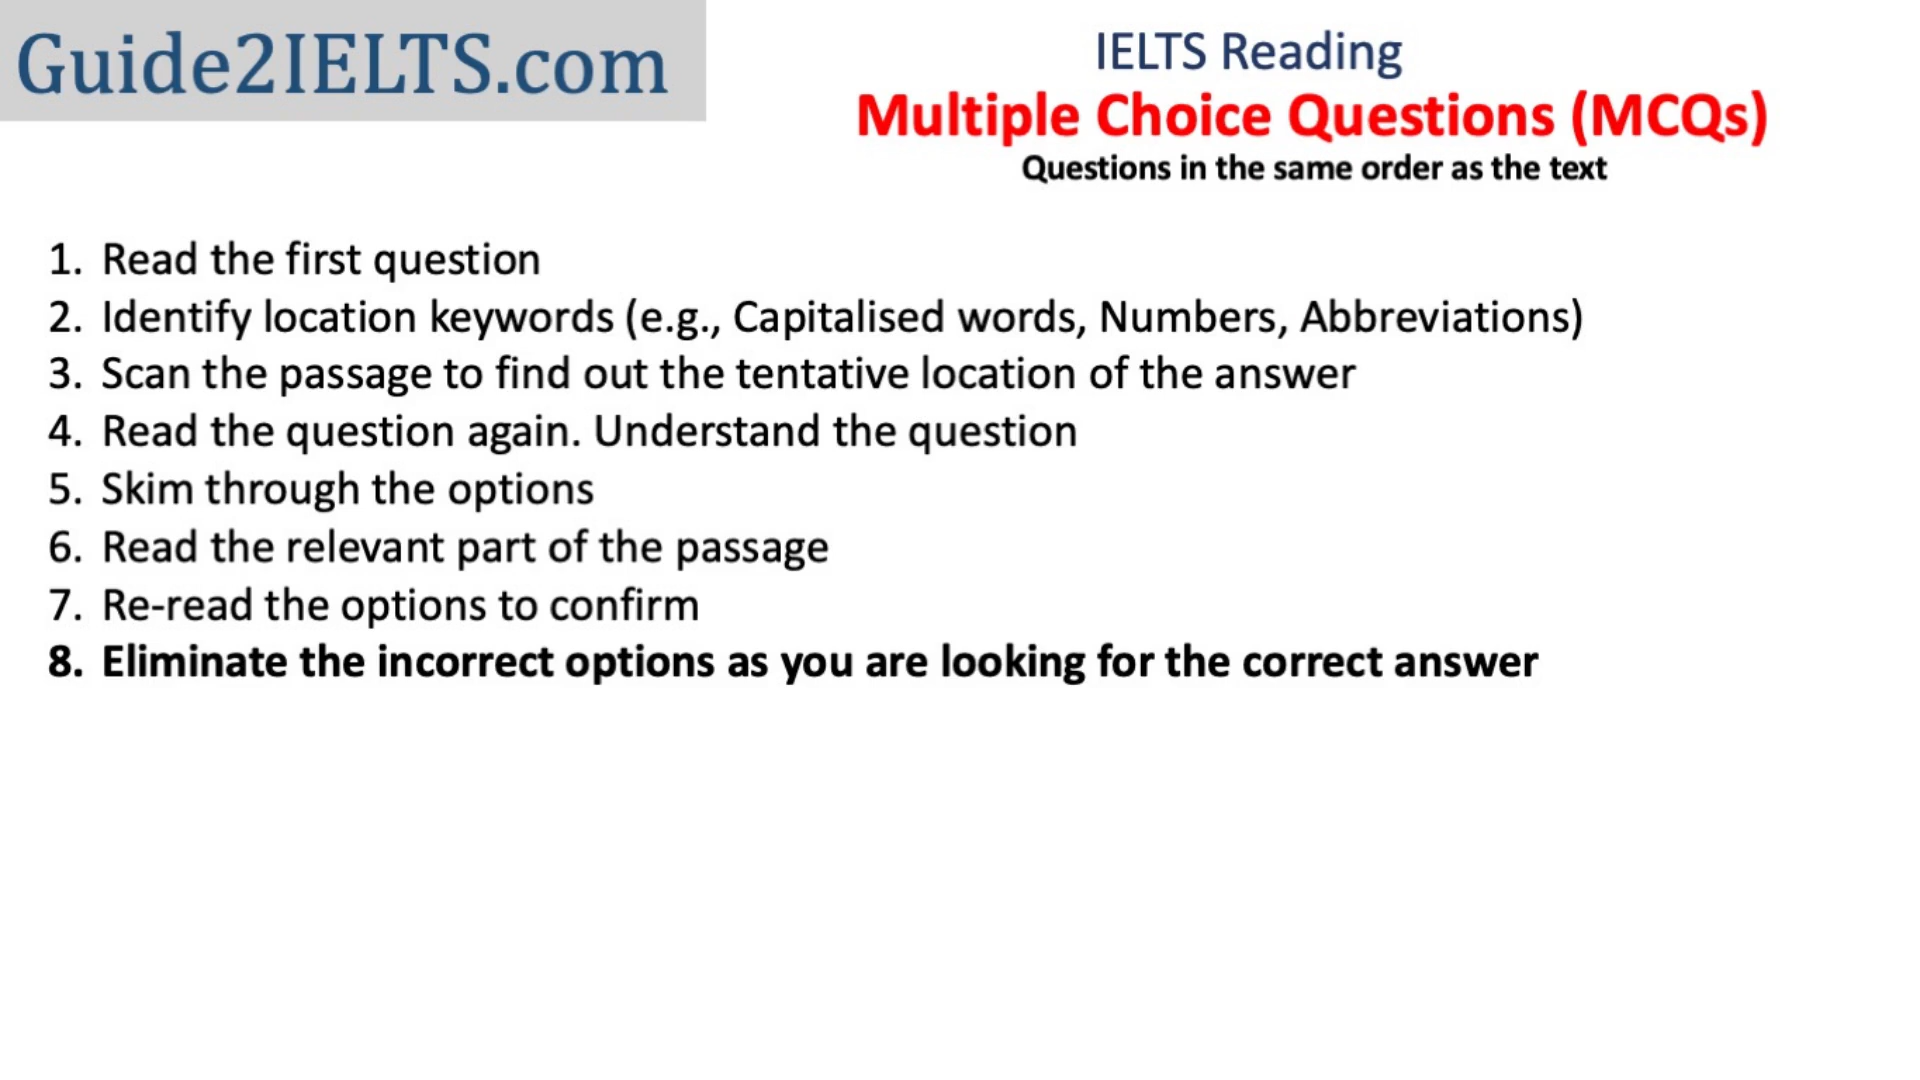 Guide2IELTS.com
IELTS Reading
Multiple Choice Questions (MCQs)
Questions in the same order as the text
1. Read the first question
2. Identify location keywords (e.g., Capitalised words, Numbers, Abbreviations)
3. Scan the passage to find out the tentative location of the answer
4. Read the question again. Understand the question
5. Skim through the options
6. Read the relevant part of the passage
7. Re-read the options to confirm
8. Eliminate the incorrect options as you are looking for the correct answer